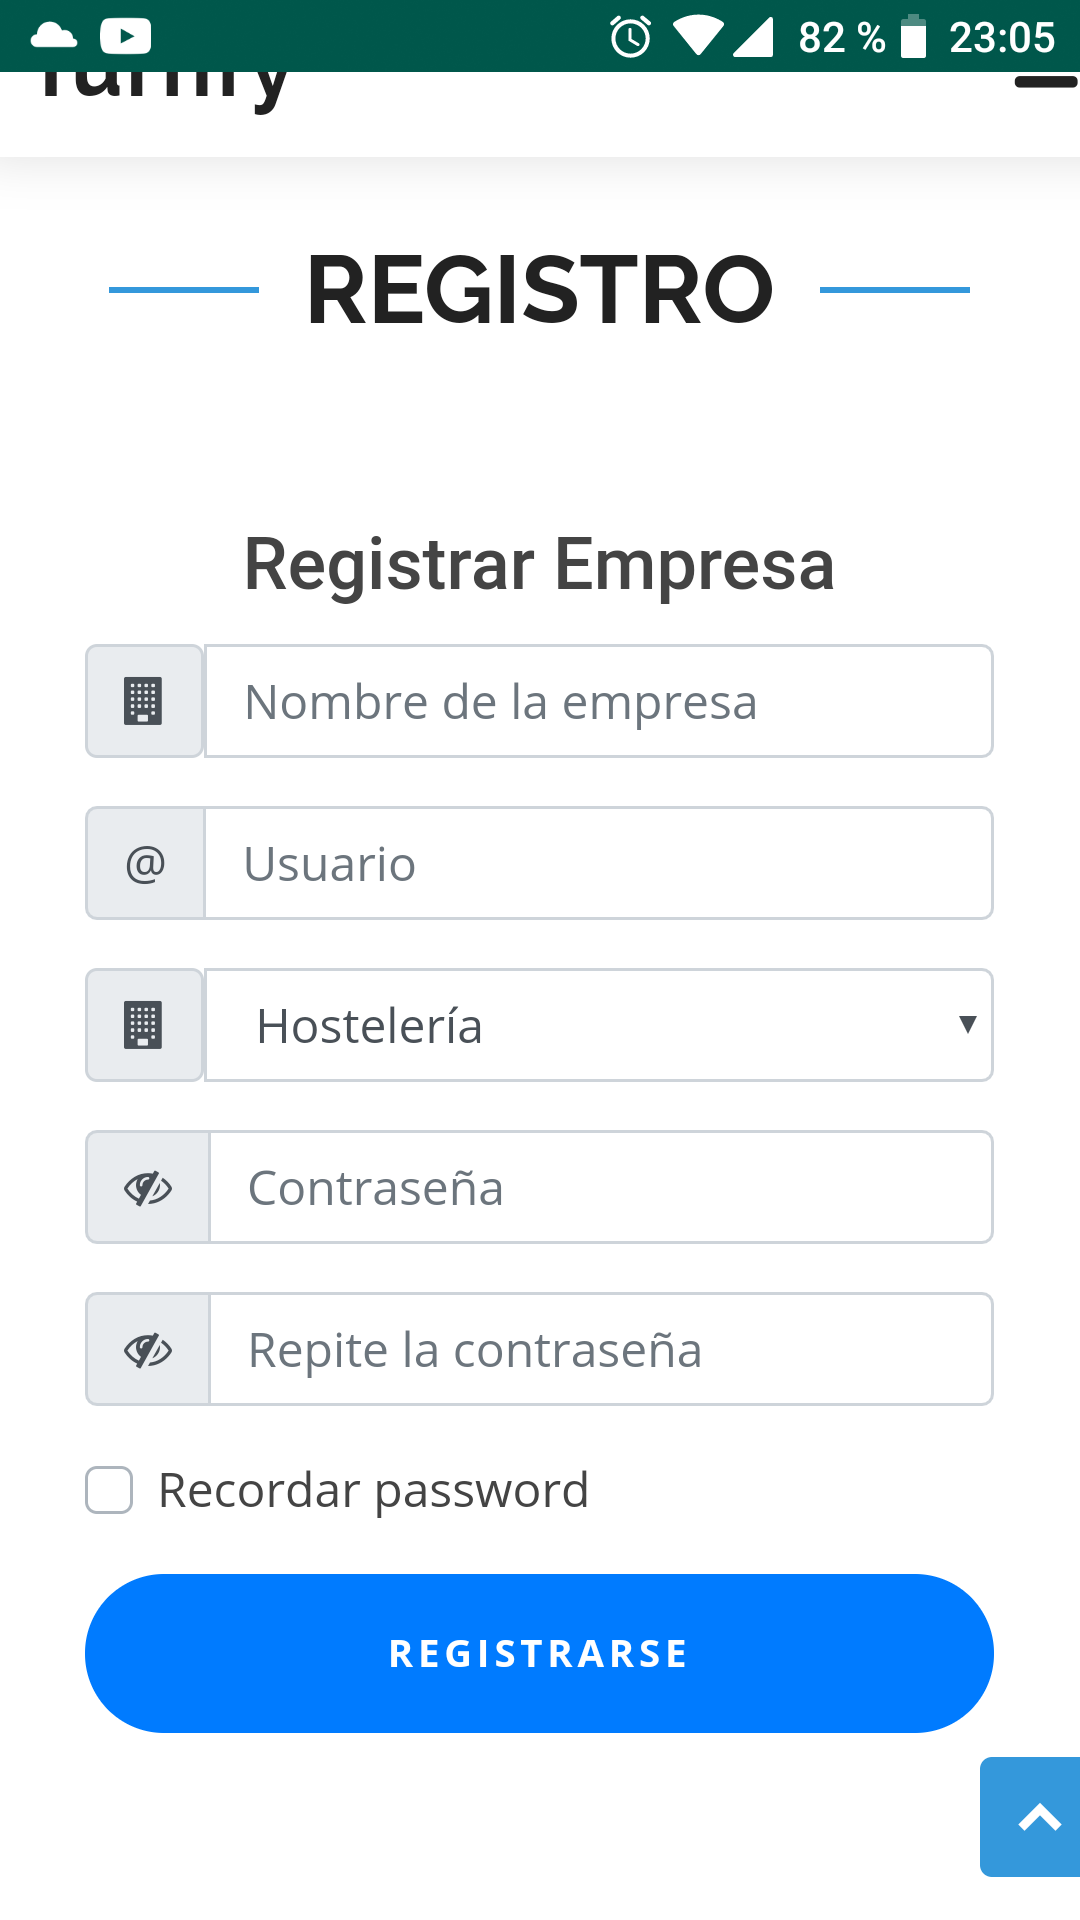 82 % 23:05
REGISTRO
Registrar Empresa
Nombre de la empresa
@ Usuario
Hostelería
Contraseña
Repite la contraseña
Recordar password
REGISTRARSE